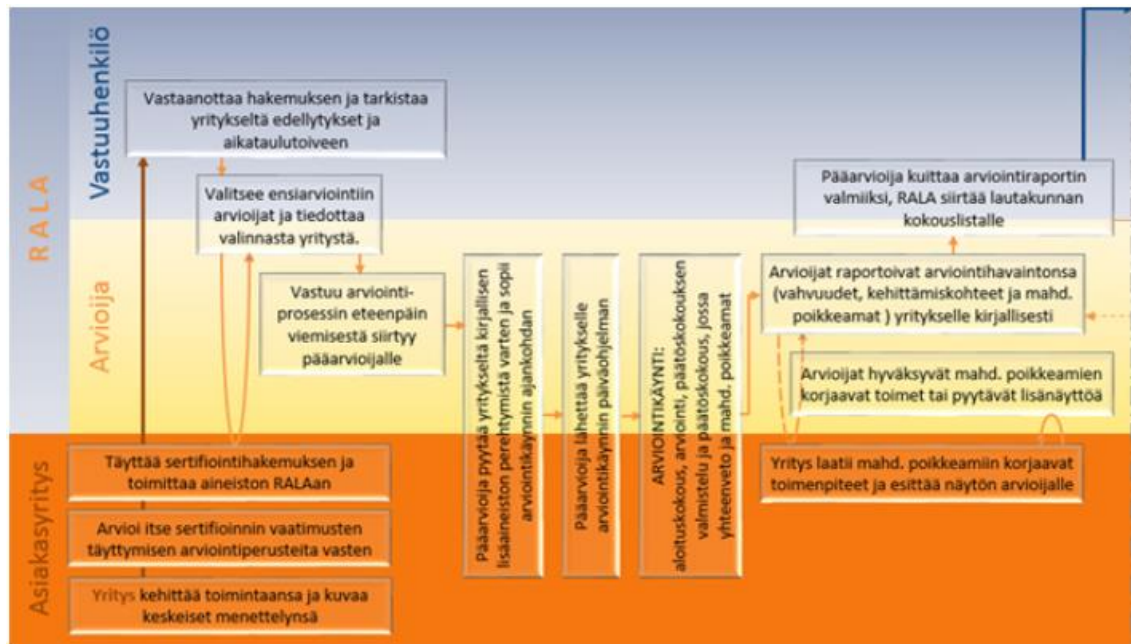 RALA
Vastuuhenkilö
Arvioija
Asiakasyritys
Vastaanottaa hakemuksen ja tarkistaa
yritykseltä edellytykset ja
aikataulutoiveen
Valitsee ensiarviointiin
arvioijat ja tiedottaa
valinnasta yritystä.
Vastuu arviointi-
prosessin eteenpäin
viemisestä siirtyy
pääarvioijalle
Täyttää sertifiointihakemuksen ja
toimittaa aineiston RALAan
Arvioi itse sertifioinnin vaatimusten
täyttymisen arviointiperusteita vasten
Yritys kehittää toimintaansa ja kuvaa
keskeiset menettelynsä
Pääarvioija pyytää yritykseltä kirjallisen
lisäaineiston perehtymistä varten ja sopii
arviointikäynnin ajankohdan
Pääarvioija lähettää yritykselle
arviointikäynnin päiväohjelman
ARVIOINTIKÄYNTI:
aloituskokous, arviointi, päätöskokouksen
valmistelu ja päätöskokous, jossa
yhteenveto ja mahd. poikkeamat
Pääarvioija kuittaa arviointiraportin
valmiiksi, RALA siirtää lautakunnan
kokouslistalle
Arvioijat raportoivat arviointihavaintonsa
(vahvuudet, kehittämiskohteet ja mahd.
poikkeamat ) yritykselle kirjallisesti
Arvioijat hyväksyvät mahd. poikkeamien
korjaavat toimet tai pyytävät lisänäyttöä
Yritys laatii mahd. poikkeamiin korjaavat
toimenpiteet ja esittää näytön arvioijalle